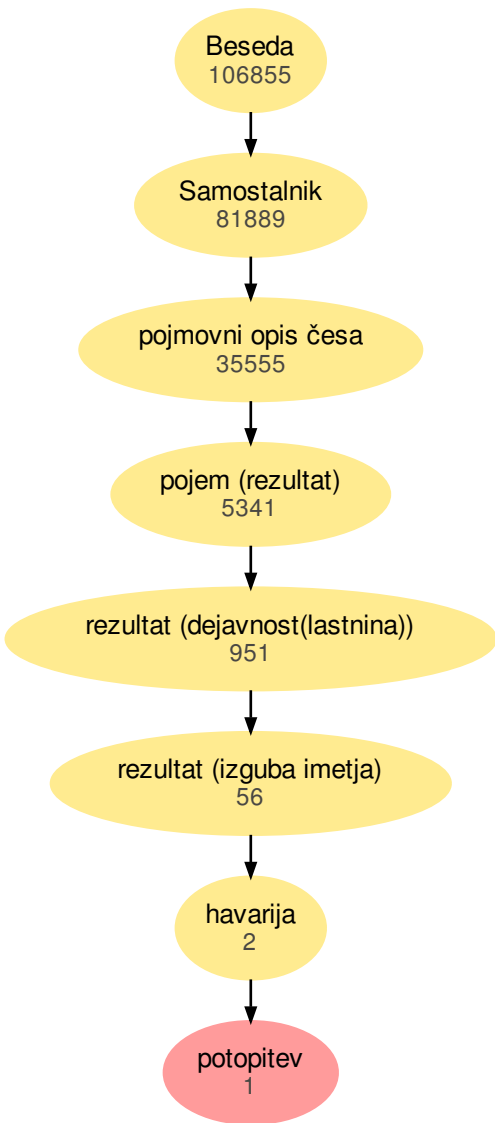 Beseda
106855
Samostalnik
81889
pojmovni opis česa
35555
pojem (rezultat)
5341
rezultat (dejavnost(lastnina))
951
rezultat (izguba imetja)
56
havarija
2
potopitev
1